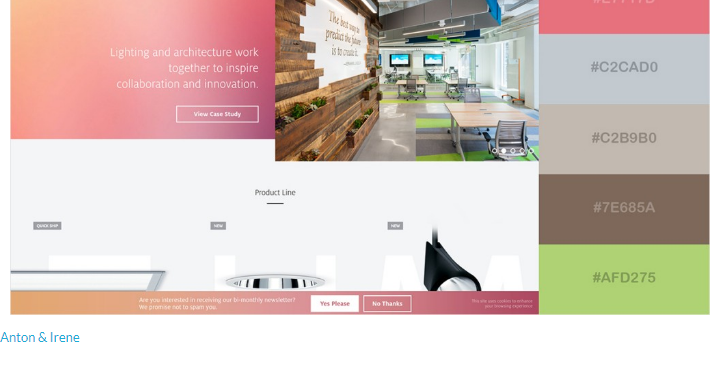 #E7717D
Lighting and architecture work
together to inspire
collaboration and innovation.
View Case Study
The best way to
predict the future
is to create it.
#C2CAD0
#C2B9B0
#7E685A
#AFD275
Product Line
QUICK SHIP
NEW
NEW
Are you interested in receiving our bi-monthly newsletter?
We promise not to spam you.
Yes Please
No Thanks
This site uses cookies to enhance
your browsing experience
Anton & Irene